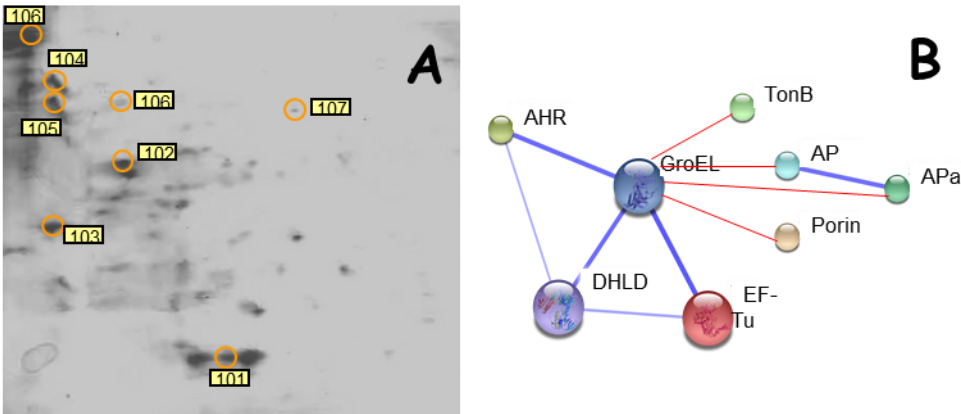 106
A
104
106
107
105
102
103
101
B
TonB
AHR
GroEL
AP
APa
Porin
DHLD
EF-
Tu